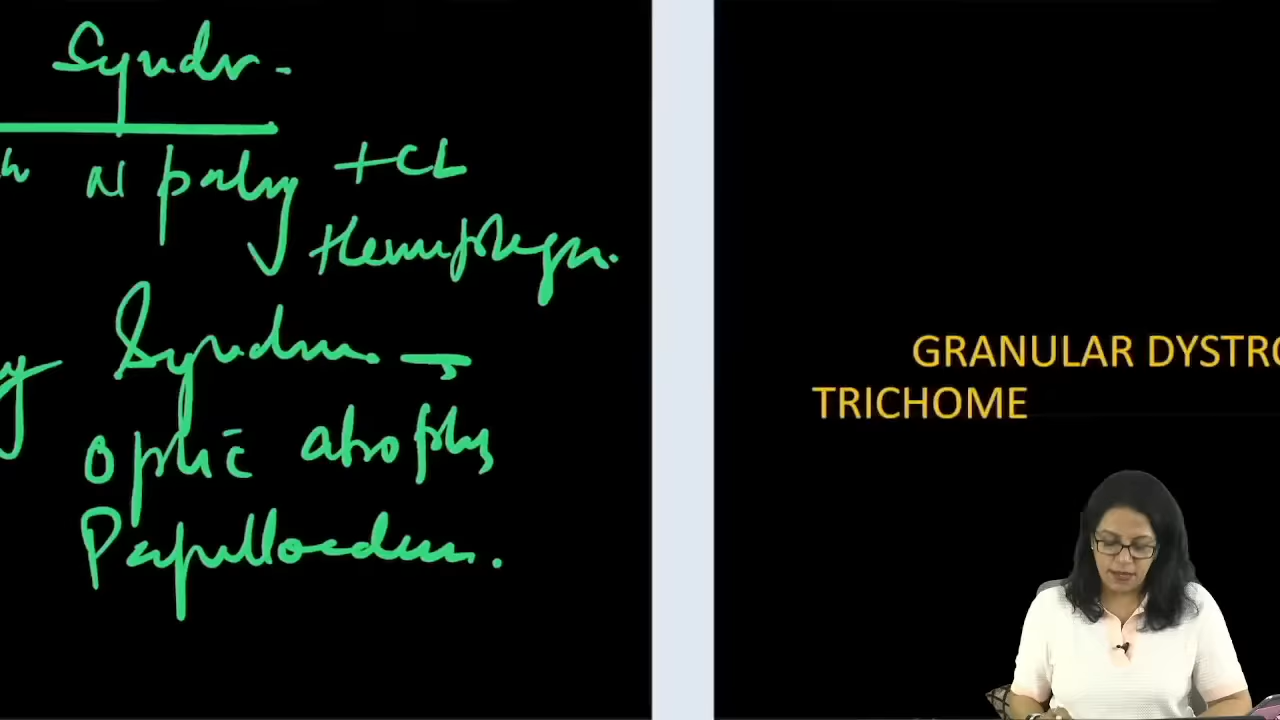 Syndr.
N palsy + CL
Hemiplegia.
Syndrome –
optic atrophy
Papilloedema.
GRANULAR DYSTRO
TRICHOME